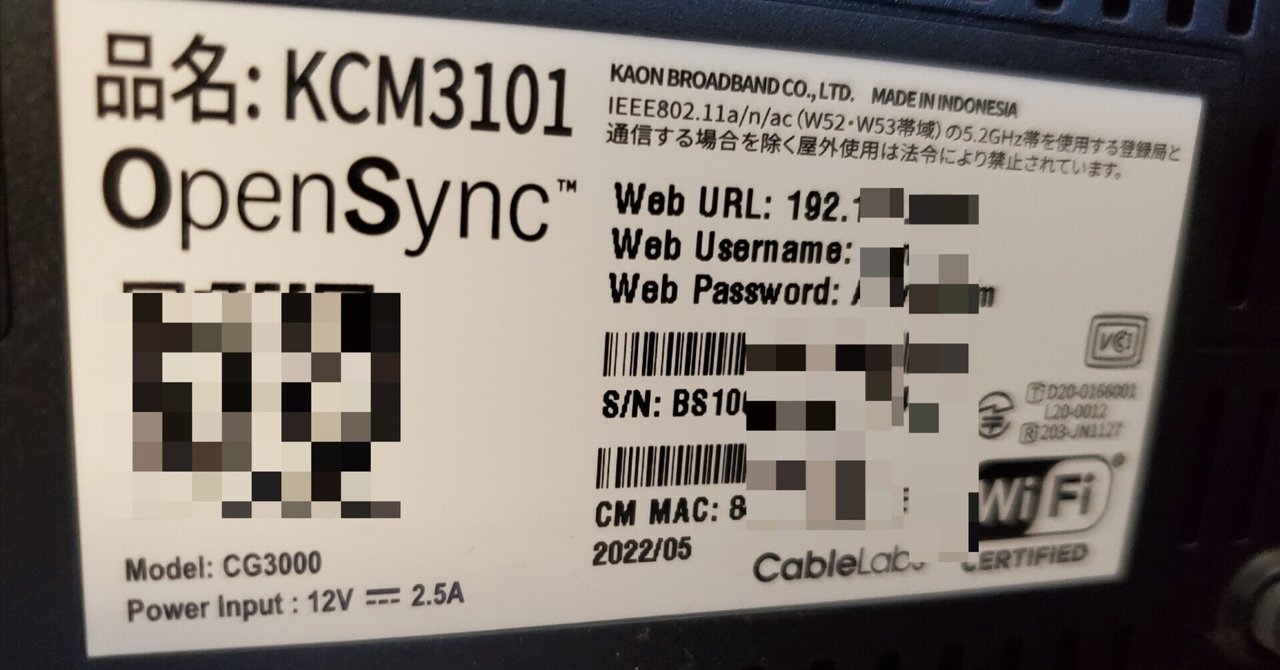 品名: KCM3101
OpenSync™
Model: CG3000
Power Input : 12V ⎓ 2.5A
KAON BROADBAND CO., LTD. MADE IN INDONESIA
IEEE802.11a/n/ac (W52・W53帯域) の5.2GHz帯を使用する登録局と
通信する場合を除く屋外使用は法令により禁止されています。
Web URL: 192.1
Web Username:
Web Password:
S/N: BS10
CM MAC: 8
2022/05
CableLabs
VCCI
T D20-0166001
L20-0012
R 203-JN1127
WiFi
CERTIFIED